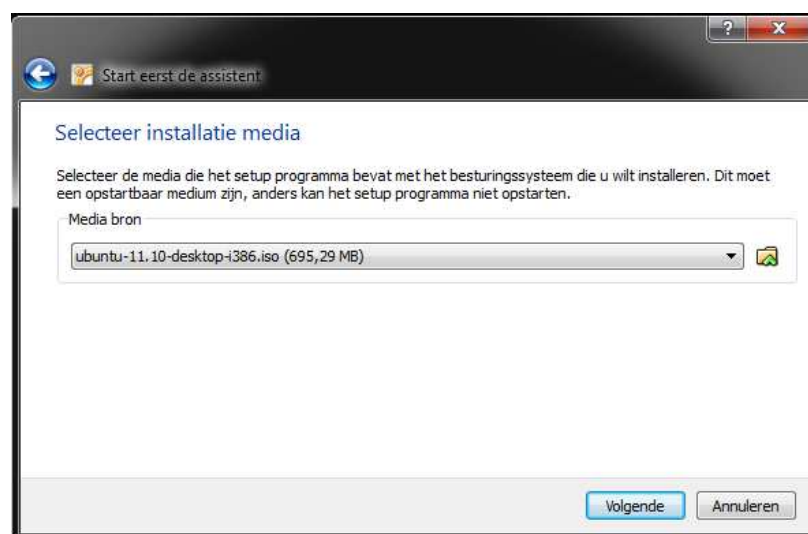 ?
X
Start eerst de assistent
Selecteer installatie media
Selecteer de media die het setup programma bevat met het besturingssysteem die u wilt installeren. Dit moet
een opstartbaar medium zijn, anders kan het setup programma niet opstarten.
Media bron
ubuntu-11.10-desktop-i386.iso (695,29 MB)
Volgende
Annuleren